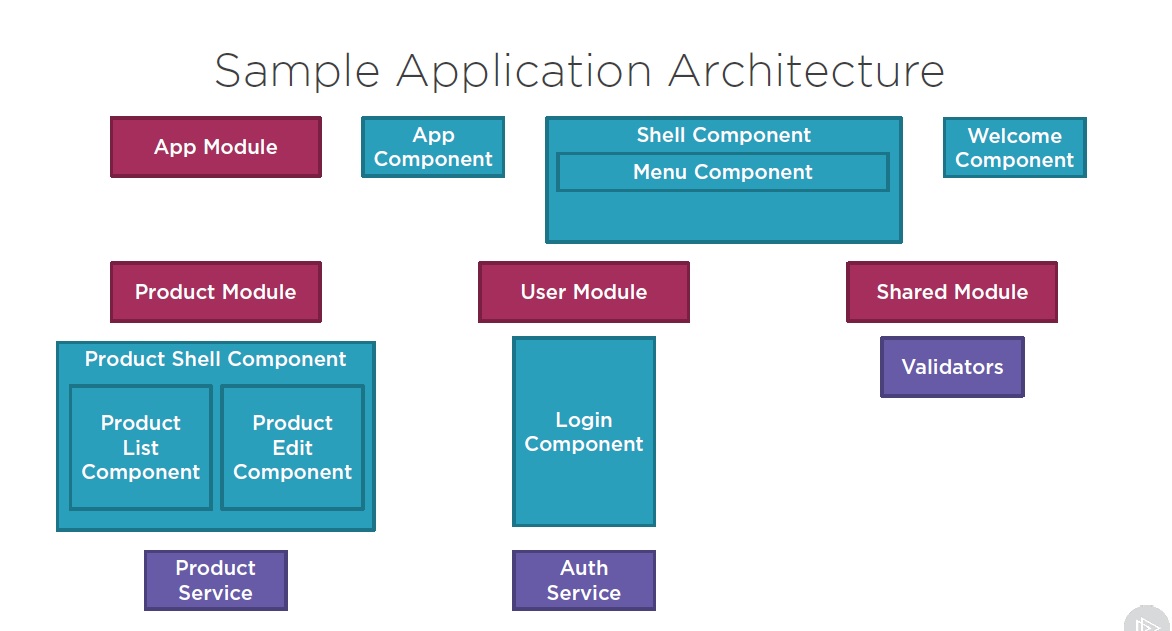 Sample Application Architecture
App Module
App
Component
Shell Component
Menu Component
Welcome
Component
Product Module
User Module
Shared Module
Product Shell Component
Product
List
Component
Product
Edit
Component
Login
Component
Validators
Product
Service
Auth
Service